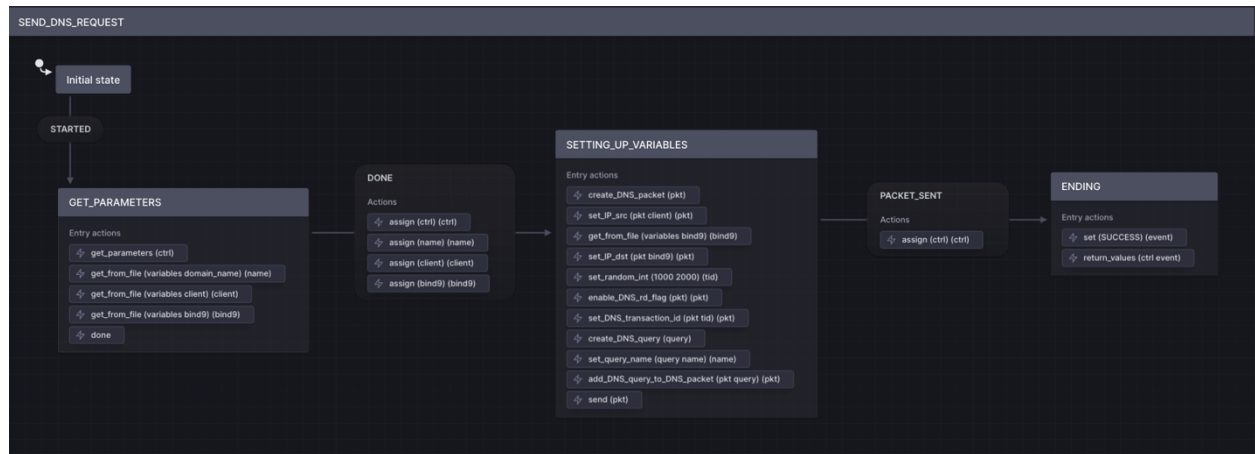 SEND_DNS_REQUEST
Initial state
STARTED
GET_PARAMETERS
Entry actions
get_parameters (ctrl)
get_from_file (variables domain_name) (name)
get_from_file (variables client) (client)
get_from_file (variables bind9) (bind9)
done
DONE
Actions
assign (ctrl) (ctrl)
assign (name) (name)
assign (client) (client)
assign (bind9) (bind9)
SETTING_UP_VARIABLES
Entry actions
create_DNS_packet (pkt)
set_IP_src (pkt client) (pkt)
get_from_file (variables bind9) (bind9)
set_IP_dst (pkt bind9) (pkt)
set_random_int (1000 2000) (tid)
enable_DNS_rd_flag (pkt) (pkt)
set_DNS_transaction_id (pkt tid) (pkt)
create_DNS_query (query)
set_query_name (query name) (name)
add_DNS_query_to_DNS_packet (pkt query) (pkt)
send (pkt)
PACKET_SENT
Actions
assign (ctrl) (ctrl)
ENDING
Entry actions
set (SUCCESS) (event)
return_values (ctrl event)